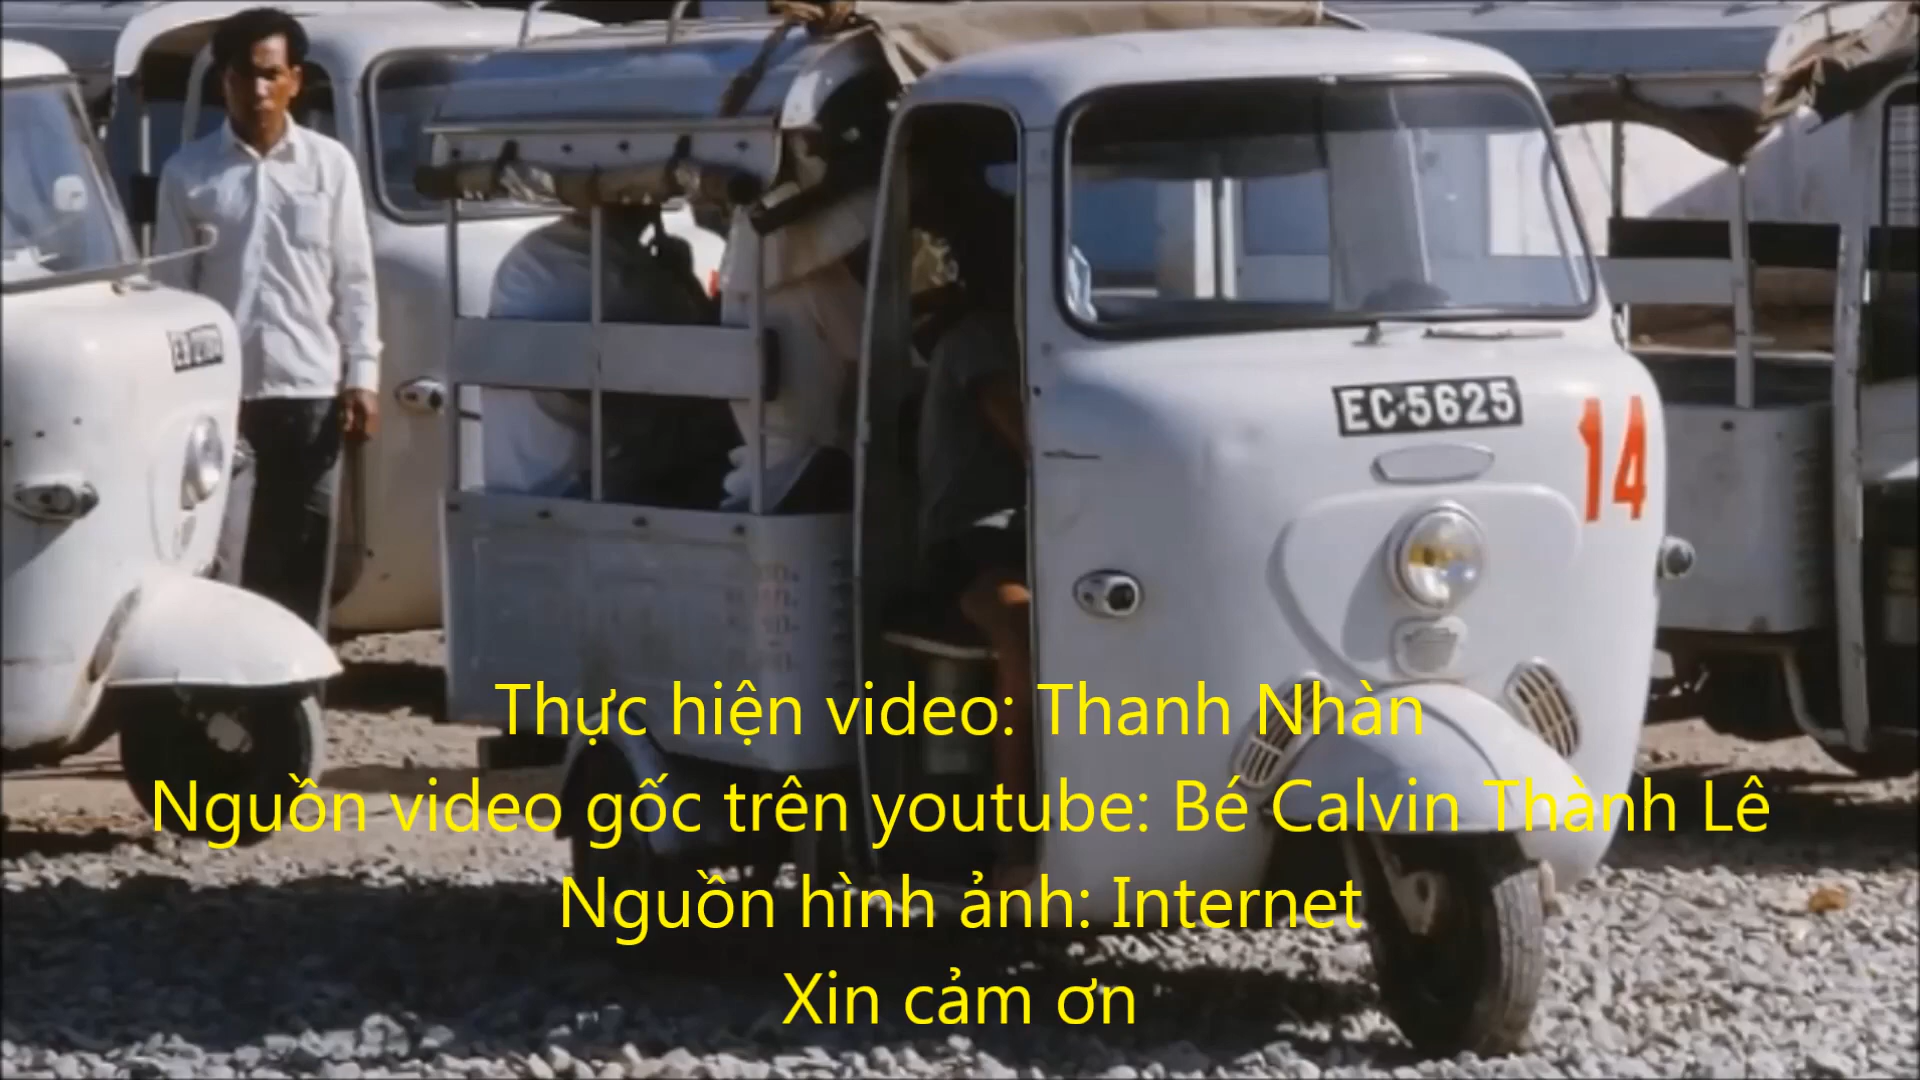 EC-5625
14
Thực hiện video: Thanh Nhàn
Nguồn video gốc trên youtube: Bé Calvin Thành Lê
Nguồn hình ảnh: Internet
Xin cảm ơn